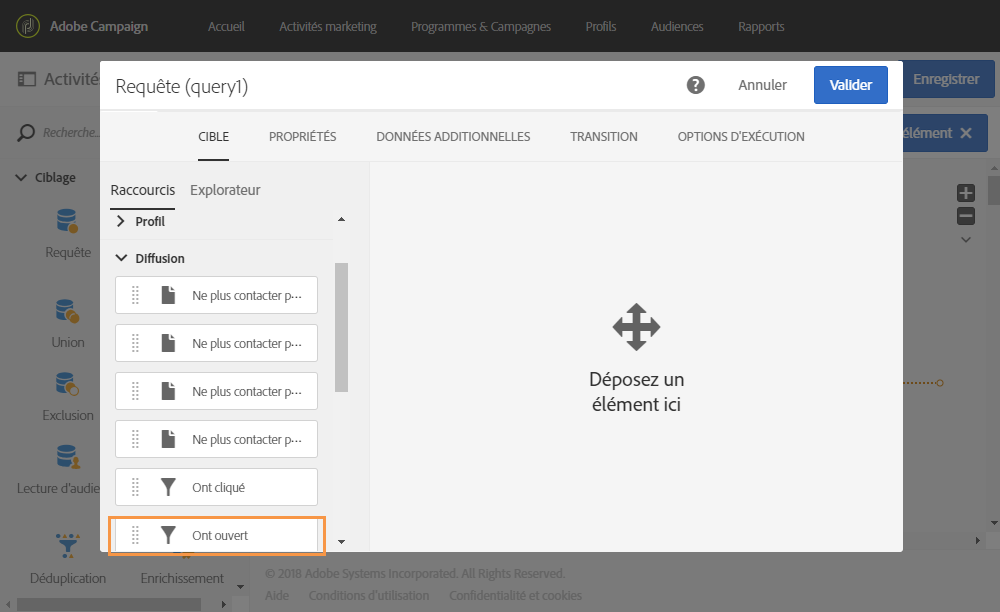 Adobe Campaign
Accueil
Activités marketing
Programmes & Campagnes
Profils
Audiences
Rapports
Activités
Requête (query1)
?
Annuler
Valider
Enregistrer
Recherche...
CIBLE
PROPRIÉTÉS
DONNÉES ADDITIONNELLES
TRANSITION
OPTIONS D'EXÉCUTION
élément
Ciblage
Requête
Union
Exclusion
Lecture d'audie
Déduplication
Enrichissement
Raccourcis
Explorateur
Profil
Diffusion
Ne plus contacter p···
Ne plus contacter p···
Ne plus contacter p···
Ne plus contacter p···
Ont cliqué
Ont ouvert
Déposez un
élément ici
© 2018 Adobe Systems Incorporated. All Rights Reserved.
Aide
Conditions d'utilisation
Confidentialité et cookies